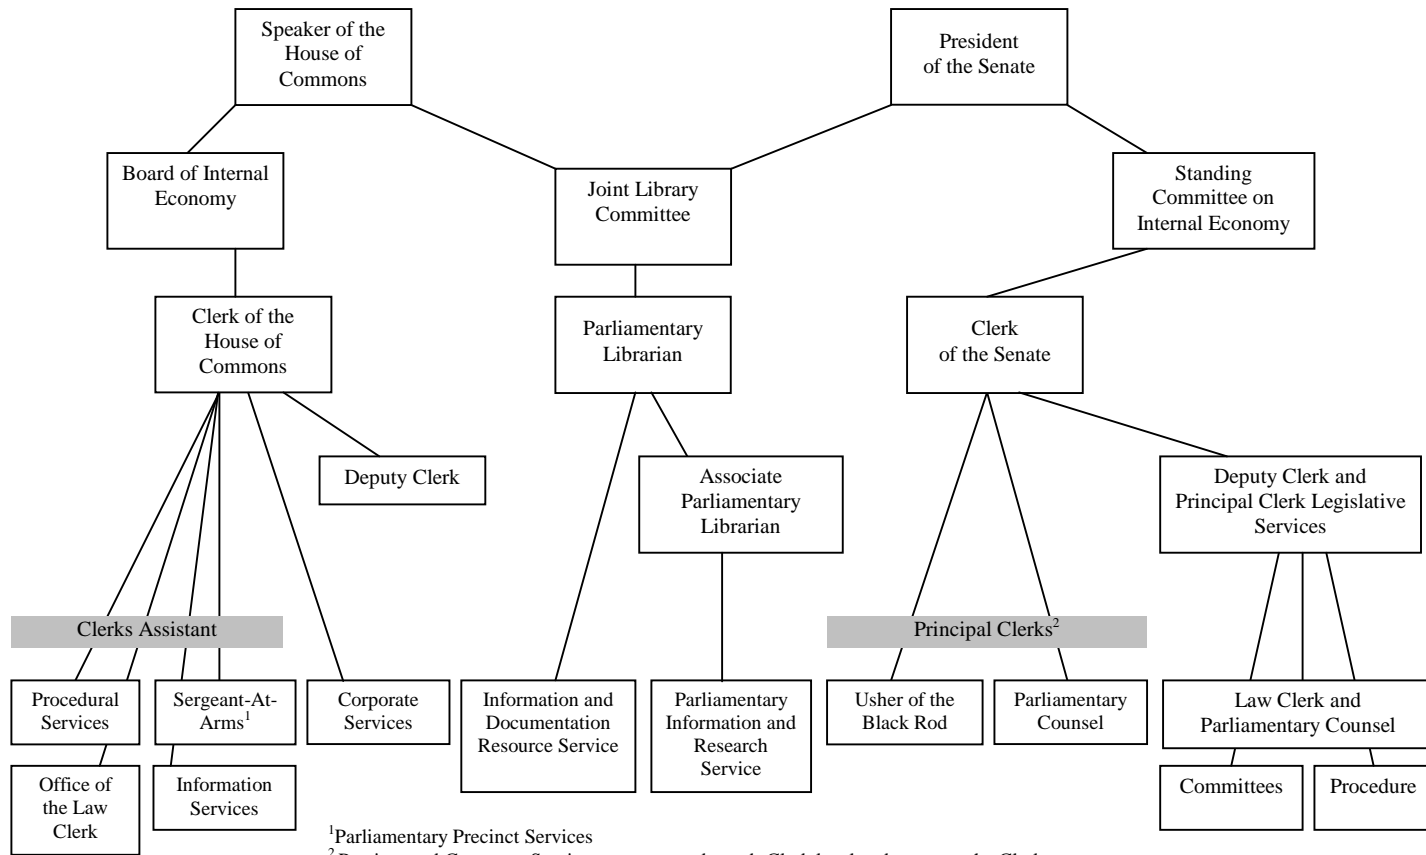 Speaker of the
House of
Commons
President
of the Senate
Board of Internal
Economy
Joint Library
Committee
Standing
Committee on
Internal Economy
Clerk of the
House of
Commons
Parliamentary
Librarian
Clerk
of the Senate
Deputy Clerk
Associate
Parliamentary
Librarian
Deputy Clerk and
Principal Clerk Legislative
Services
Clerks Assistant
Principal Clerks²
Procedural
Services
Sergeant-At-
Arms¹
Corporate
Services
Information and
Documentation
Resource Service
Parliamentary
Information and
Research
Service
Usher of the
Black Rod
Parliamentary
Counsel
Law Clerk and
Parliamentary Counsel
Office of
the Law
Clerk
Information
Services
Committees
Procedure
¹Parliamentary Precinct Services